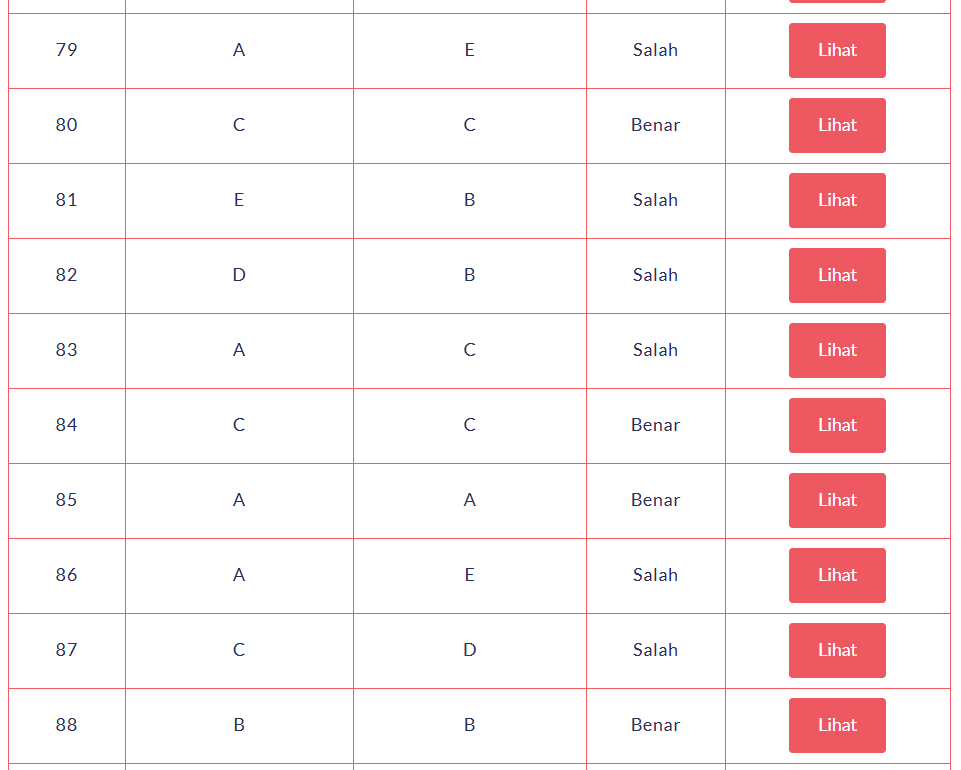 79 A E Salah Lihat
80 C C Benar Lihat
81 E B Salah Lihat
82 D B Salah Lihat
83 A C Salah Lihat
84 C C Benar Lihat
85 A A Benar Lihat
86 A E Salah Lihat
87 C D Salah Lihat
88 B B Benar Lihat